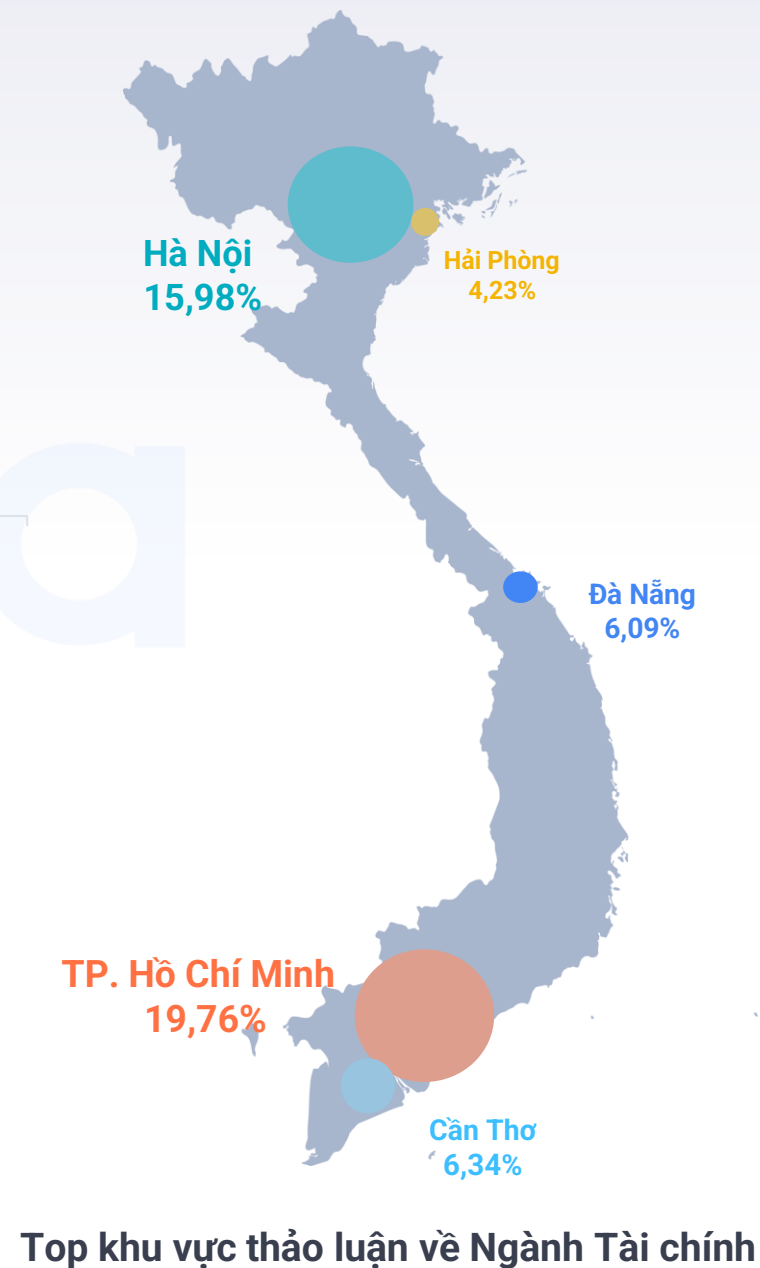 Hà Nội
15,98%
Hải Phòng
4,23%
Đà Nẵng
6,09%
TP. Hồ Chí Minh
19,76%
Cần Thơ
6,34%
Top khu vực thảo luận về Ngành Tài chính